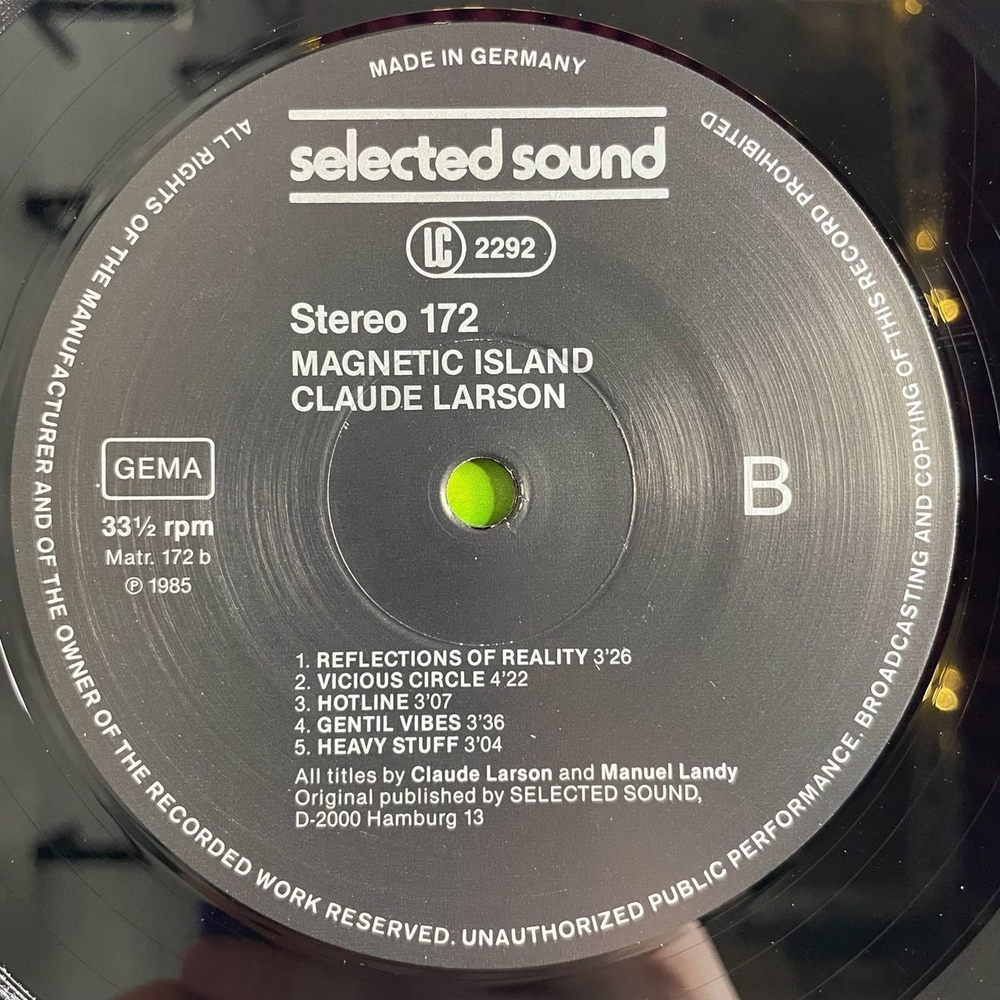 MADE IN GERMANY
selected sound
LC 2292
Stereo 172
MAGNETIC ISLAND
CLAUDE LARSON
GEMA
33⅓ rpm
Matr. 172 b
℗ 1985
B
1. REFLECTIONS OF REALITY 3'26
2. VICIOUS CIRCLE 4'22
3. HOTLINE 3'07
4. GENTIL VIBES 3'36
5. HEAVY STUFF 3'04
All titles by Claude Larson and Manuel Landy
Original published by SELECTED SOUND,
D-2000 Hamburg 13
ALL RIGHTS OF THE MANUFACTURER AND OF THE OWNER OF THE RECORDED WORK RESERVED. UNAUTHORIZED PUBLIC PERFORMANCE, BROADCASTING AND COPYING OF THIS RECORD PROHIBITED